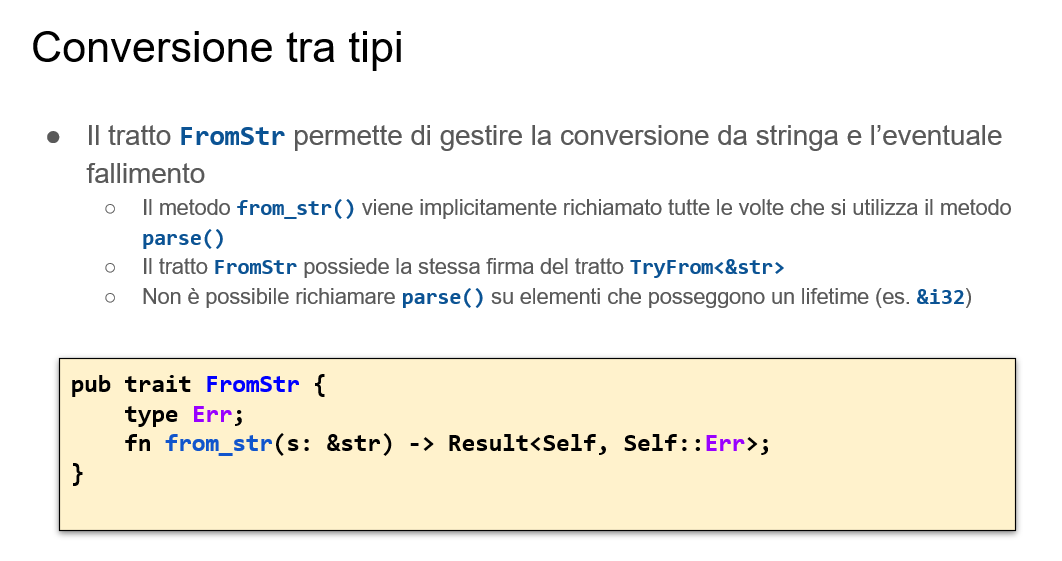 Conversione tra tipi
● Il tratto FromStr permette di gestire la conversione da stringa e l’eventuale
fallimento
○ Il metodo from_str() viene implicitamente richiamato tutte le volte che si utilizza il metodo
parse()
○ Il tratto FromStr possiede la stessa firma del tratto TryFrom<&str>
○ Non è possibile richiamare parse() su elementi che posseggono un lifetime (es. &i32)
pub trait FromStr {
    type Err;
    fn from_str(s: &str) -> Result<Self, Self::Err>;
}